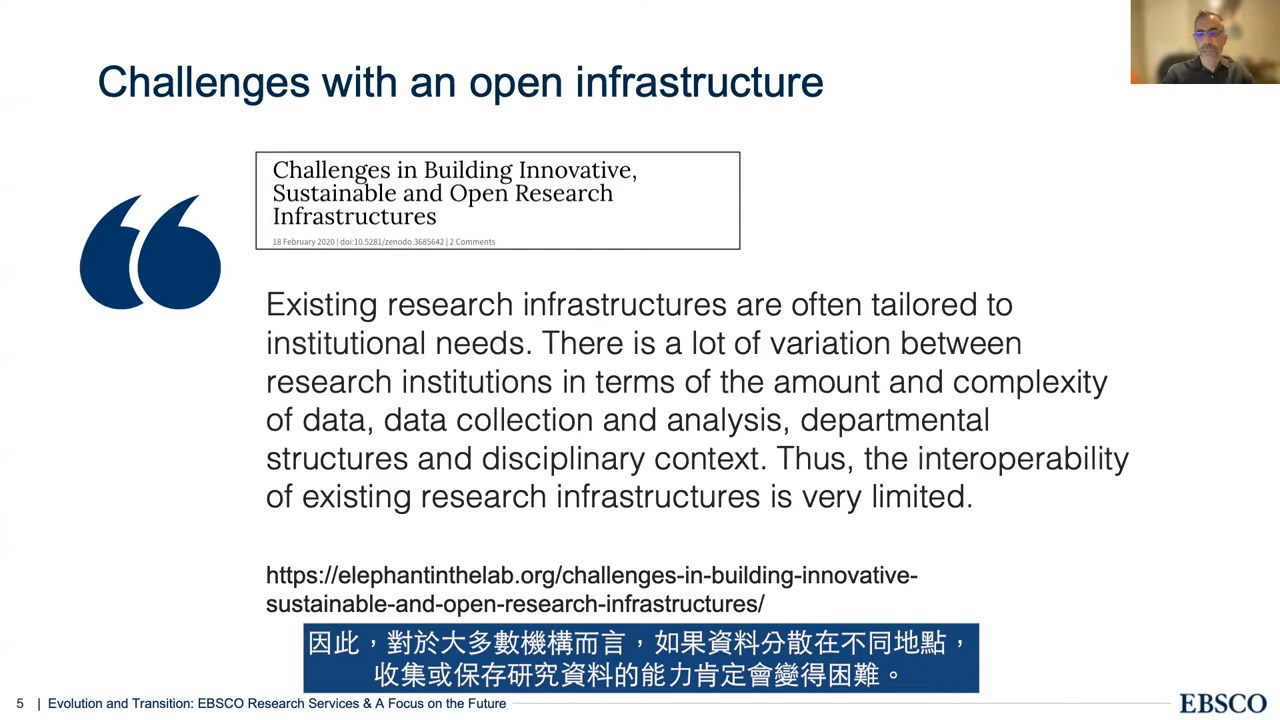 Challenges with an open infrastructure
Challenges in Building Innovative,
Sustainable and Open Research
Infrastructures
18 February 2020 | doi:10.5281/zenodo.3685642 | 2 Comments
Existing research infrastructures are often tailored to
institutional needs. There is a lot of variation between
research institutions in terms of the amount and complexity
of data, data collection and analysis, departmental
structures and disciplinary context. Thus, the interoperability
of existing research infrastructures is very limited.
https://elephantinthelab.org/challenges-in-building-innovative-
sustainable-and-open-research-infrastructures/
因此，對於大多數機構而言，如果資料分散在不同地點，
收集或保存研究資料的能力肯定會變得困難。
5 | Evolution and Transition: EBSCO Research Services & A Focus on the Future
EBSCO